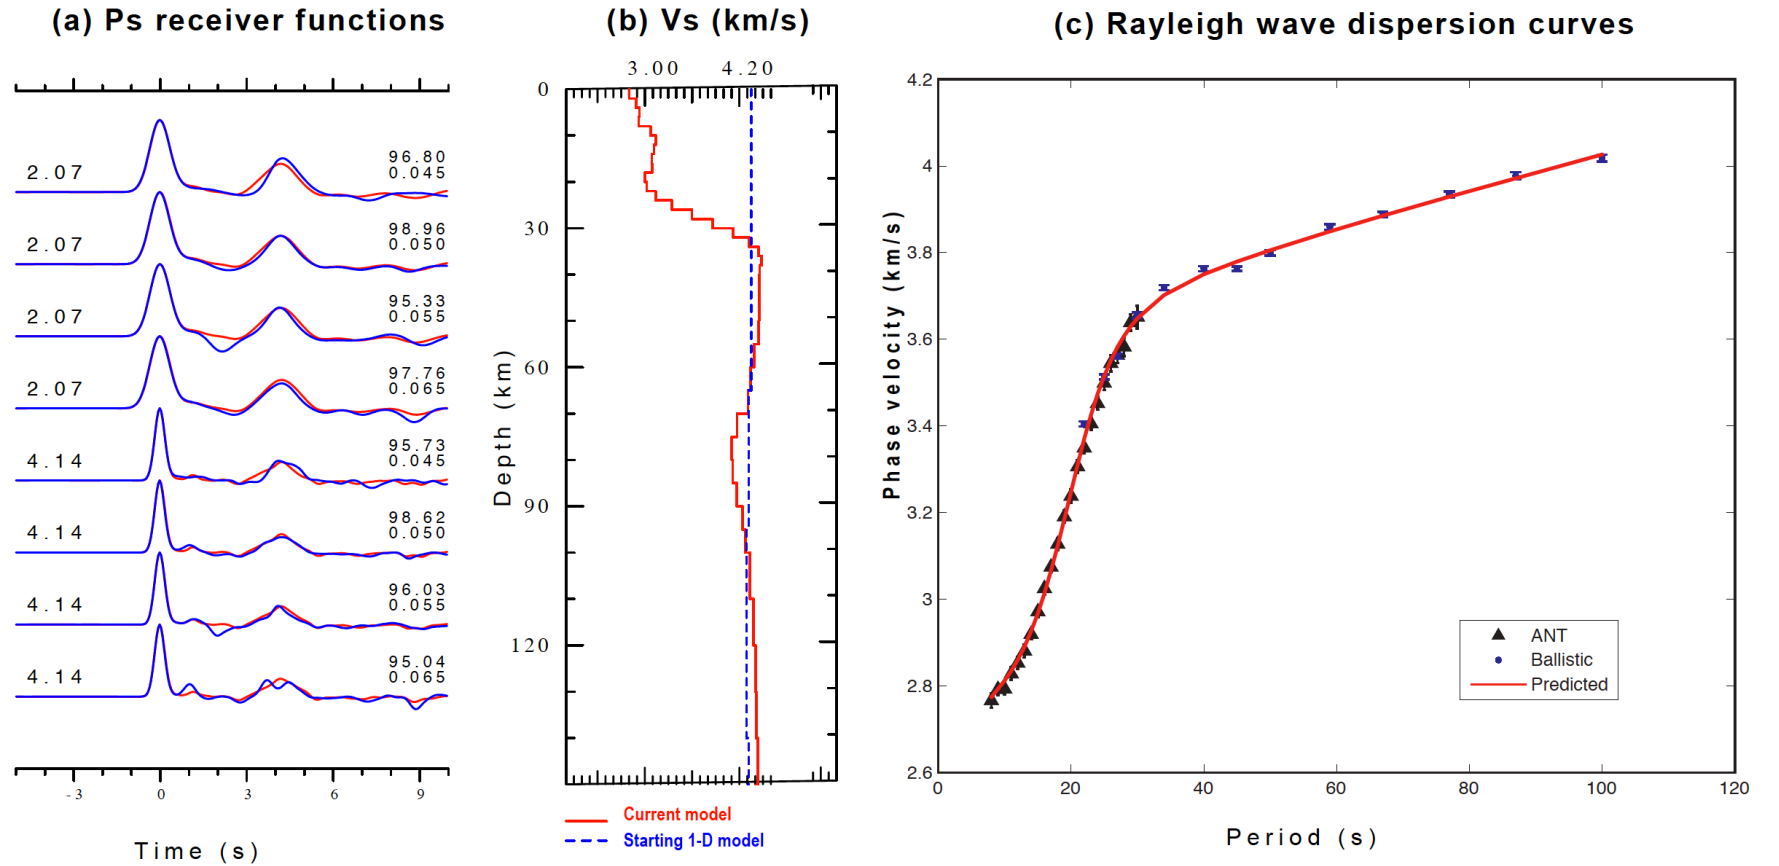 (a) Ps receiver functions
2.07
96.80
0.045
2.07
98.96
0.050
2.07
95.33
0.055
2.07
97.76
0.065
4.14
95.73
0.045
4.14
98.62
0.050
4.14
96.03
0.055
4.14
95.04
0.065
-3 0 3 6 9
Time (s)
(b) Vs (km/s)
3.00 4.20
0
30
60
90
120
Depth (km)
Current model
Starting 1-D model
(c) Rayleigh wave dispersion curves
4.2
4
3.8
3.6
3.4
3.2
3
2.8
2.6
Phase velocity (km/s)
0 20 40 60 80 100 120
Period (s)
ANT
Ballistic
Predicted